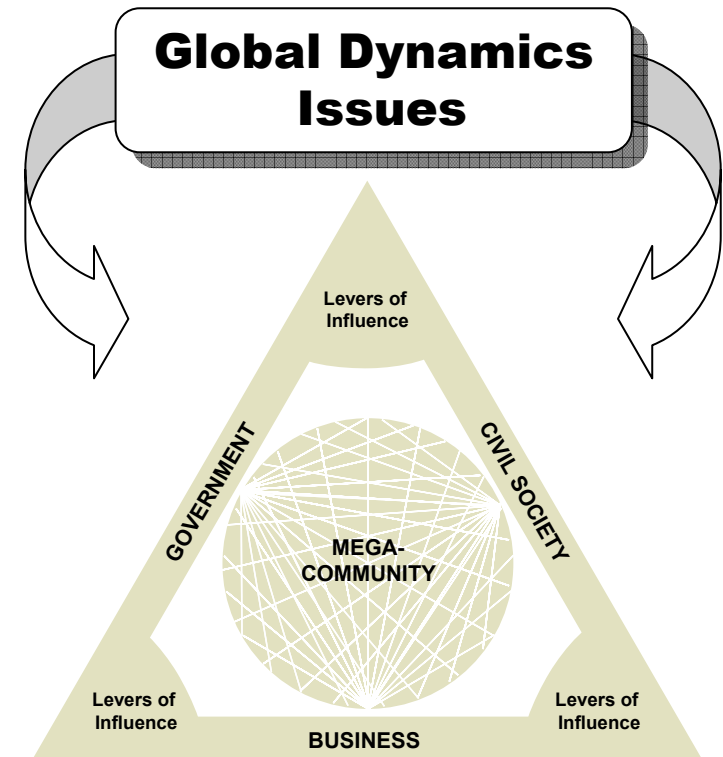 Global Dynamics
Issues
Levers of
Influence
GOVERNMENT
CIVIL SOCIETY
MEGA-
COMMUNITY
Levers of
Influence
Levers of
Influence
BUSINESS